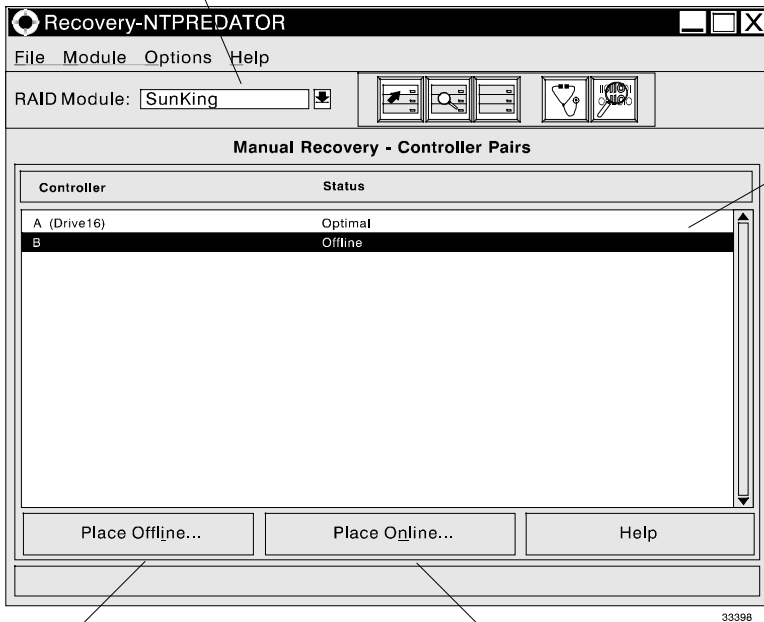 Recovery-NTPREDATOR
File Module Options Help
RAID Module: SunKing
Manual Recovery - Controller Pairs
Controller Status
A (Drive16) Optimal
B Offline
Place Offline... Place Online... Help
33398